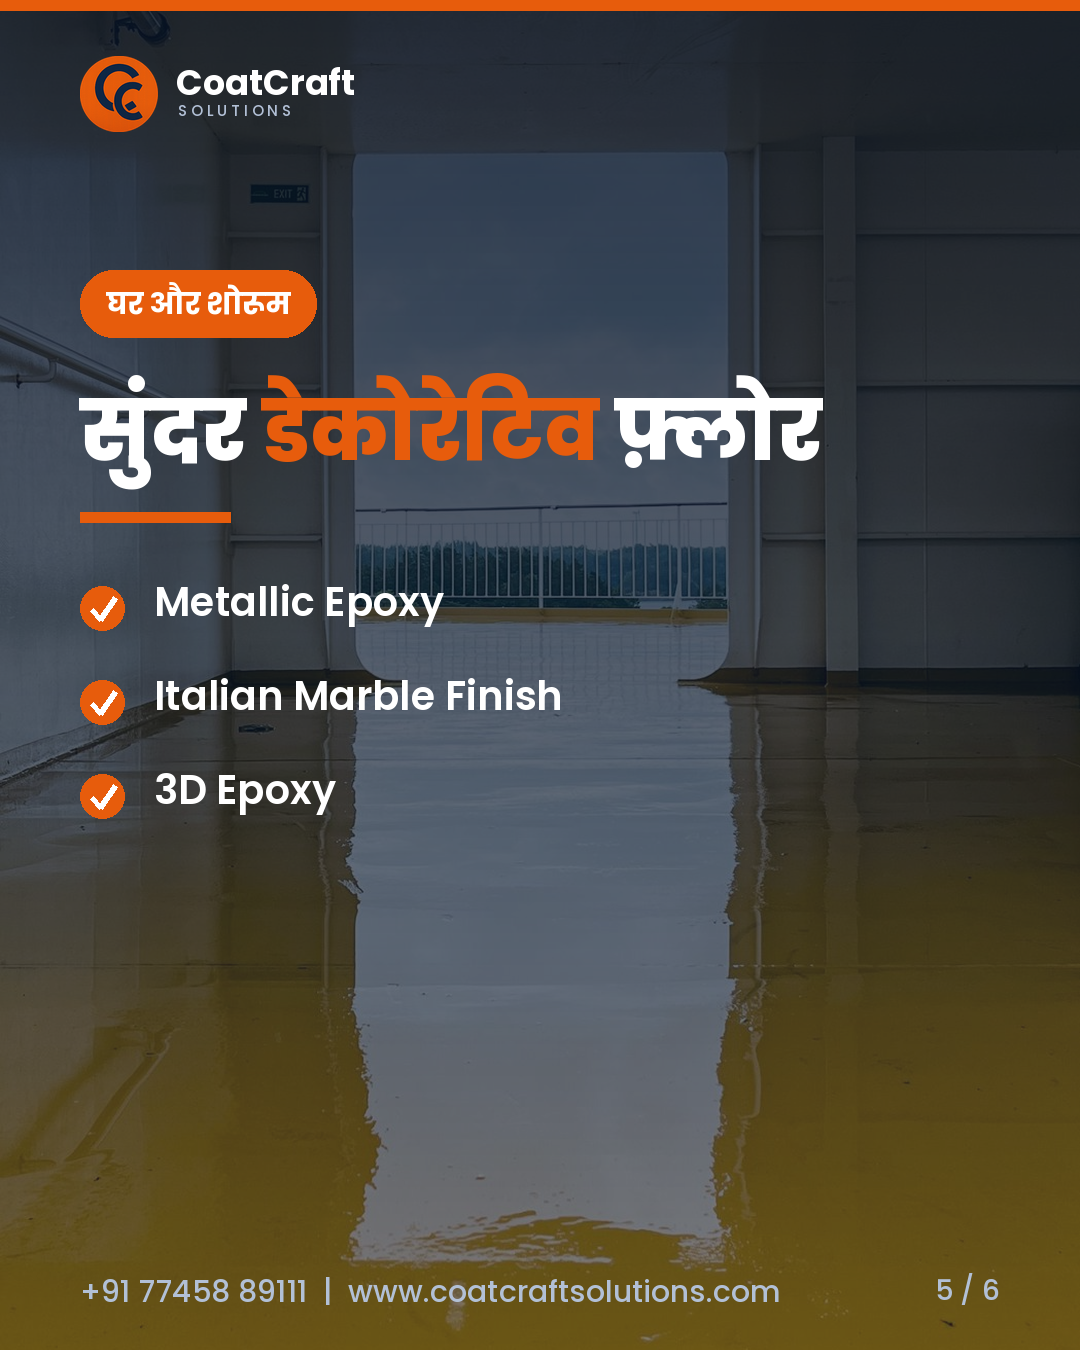 CoatCraft
SOLUTIONS
EXIT
घर और शोरूम
सुंदर डेकोरेटिव फ़्लोर
Metallic Epoxy
Italian Marble Finish
3D Epoxy
+91 77458 89111 | www.coatcraftsolutions.com
5 / 6